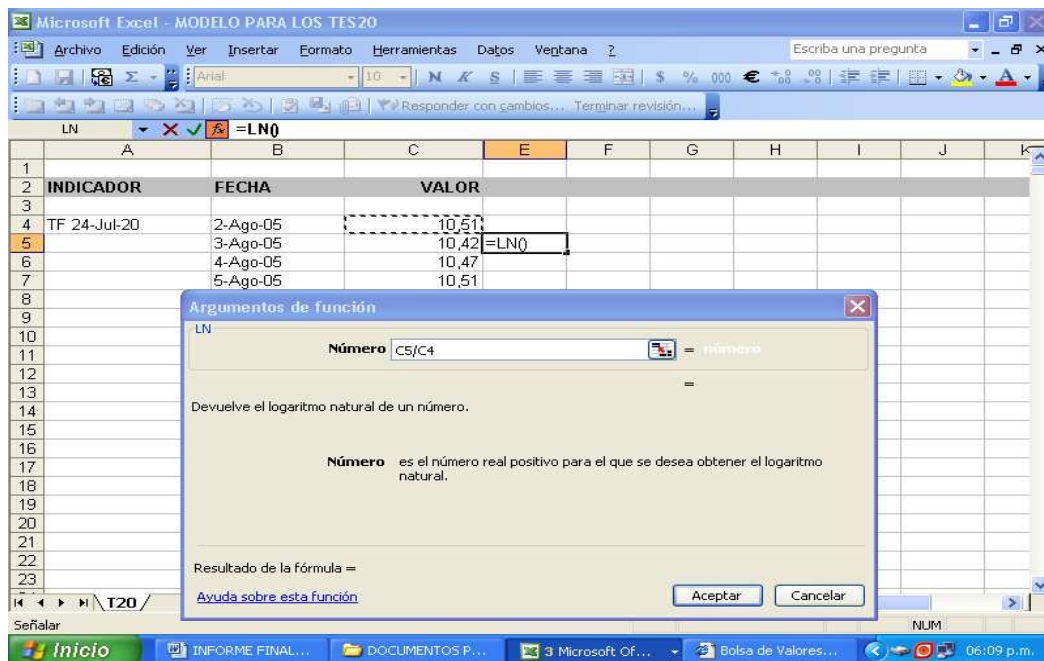 Microsoft Excel - MODELO PARA LOS TES20
Archivo Edición Ver Insertar Formato Herramientas Datos Ventana ? Escriba una pregunta
Arial 10 N K S $ % 000 €
Responder con cambios... Terminar revisión...
LN =LN()
A B C E F G H I J K
1
2 INDICADOR FECHA VALOR
3
4 TF 24-Jul-20 2-Ago-05 10,51
5 3-Ago-05 10,42 =LN()
6 4-Ago-05 10,47
7 5-Ago-05 10,51
8
9
10
11
12
13
14
15
16
17
18
19
20
21
22
23
Argumentos de función
LN
Número C5/C4 = número
=
Devuelve el logaritmo natural de un número.
Número es el número real positivo para el que se desea obtener el logaritmo
natural.
Resultado de la fórmula =
Ayuda sobre esta función Aceptar Cancelar
T20
Señalar NUM
Inicio INFORME FINAL... DOCUMENTOS P... 3 Microsoft Of... Bolsa de Valores... 06:09 p.m.